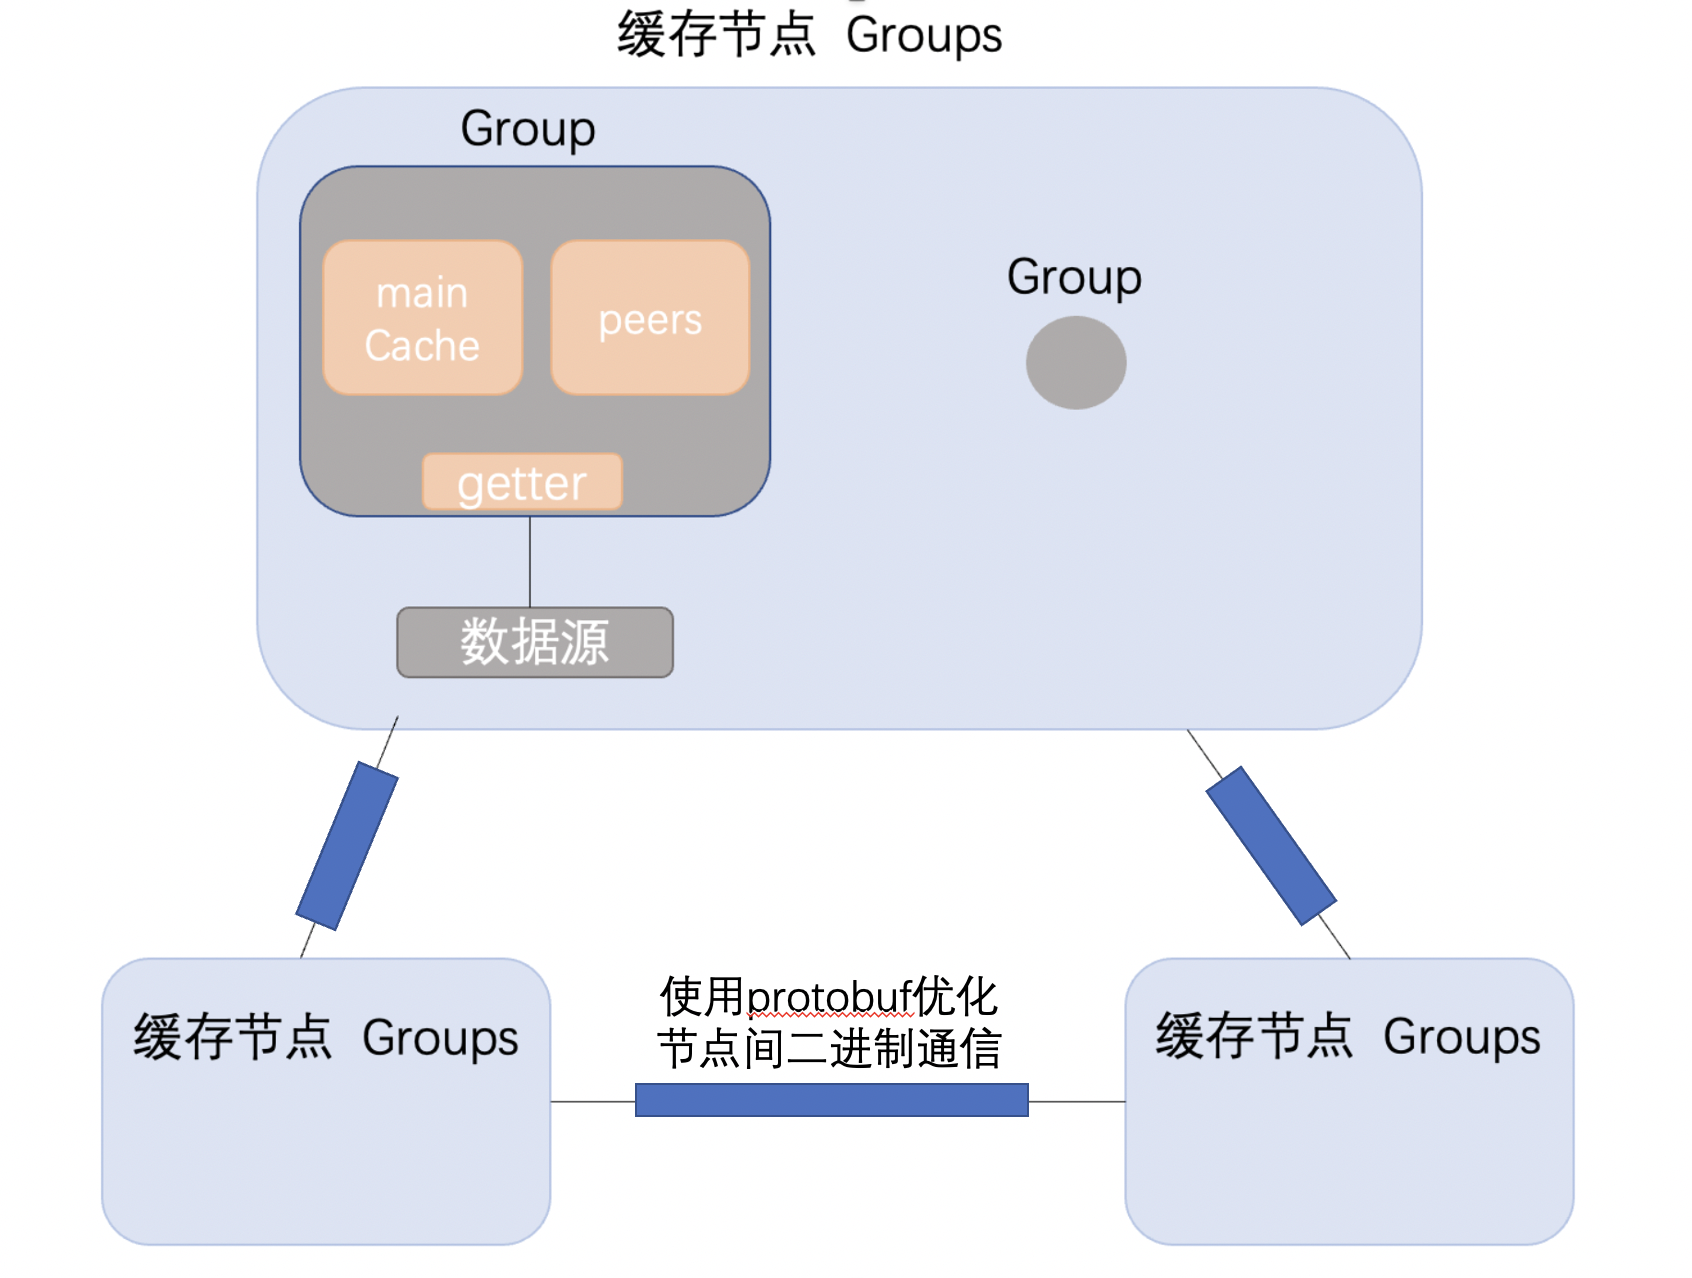 缓存节点 Groups
Group
main
Cache
peers
Group
getter
数据源
使用protobuf优化
节点间二进制通信
缓存节点 Groups
缓存节点 Groups